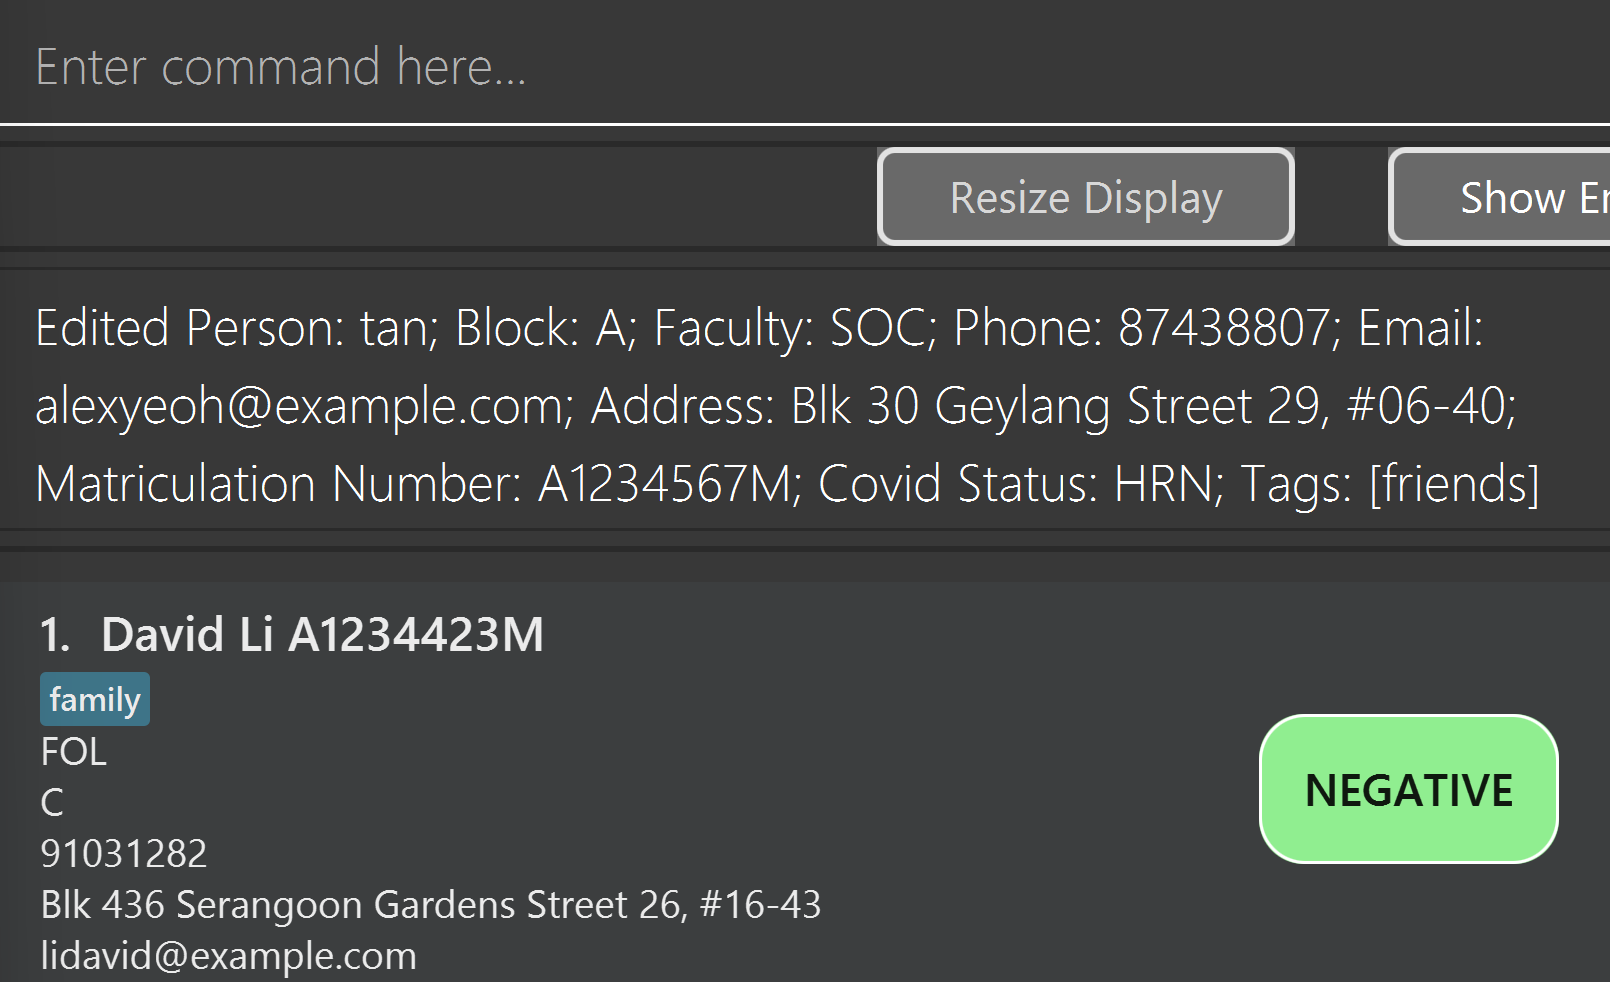 Enter command here...
Resize Display
Show
Edited Person: tan; Block: A; Faculty: SOC; Phone: 87438807; Email:
alexyeoh@example.com; Address: Blk 30 Geylang Street 29, #06-40;
Matriculation Number: A1234567M; Covid Status: HRN; Tags: [friends]
1. David Li A1234423M
family
FOL
C
NEGATIVE
91031282
Blk 436 Serangoon Gardens Street 26, #16-43
lidavid@example.com